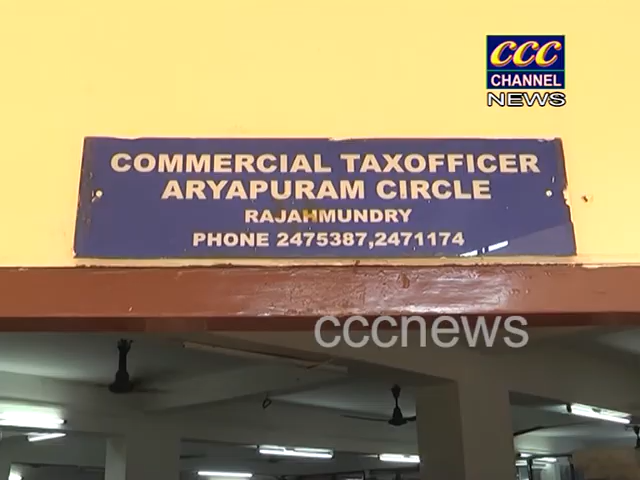 CCC
CHANNEL
NEWS
COMMERCIAL TAXOFFICER
ARYAPURAM CIRCLE
RAJAHMUNDRY
PHONE 2475387,2471174
cccnews